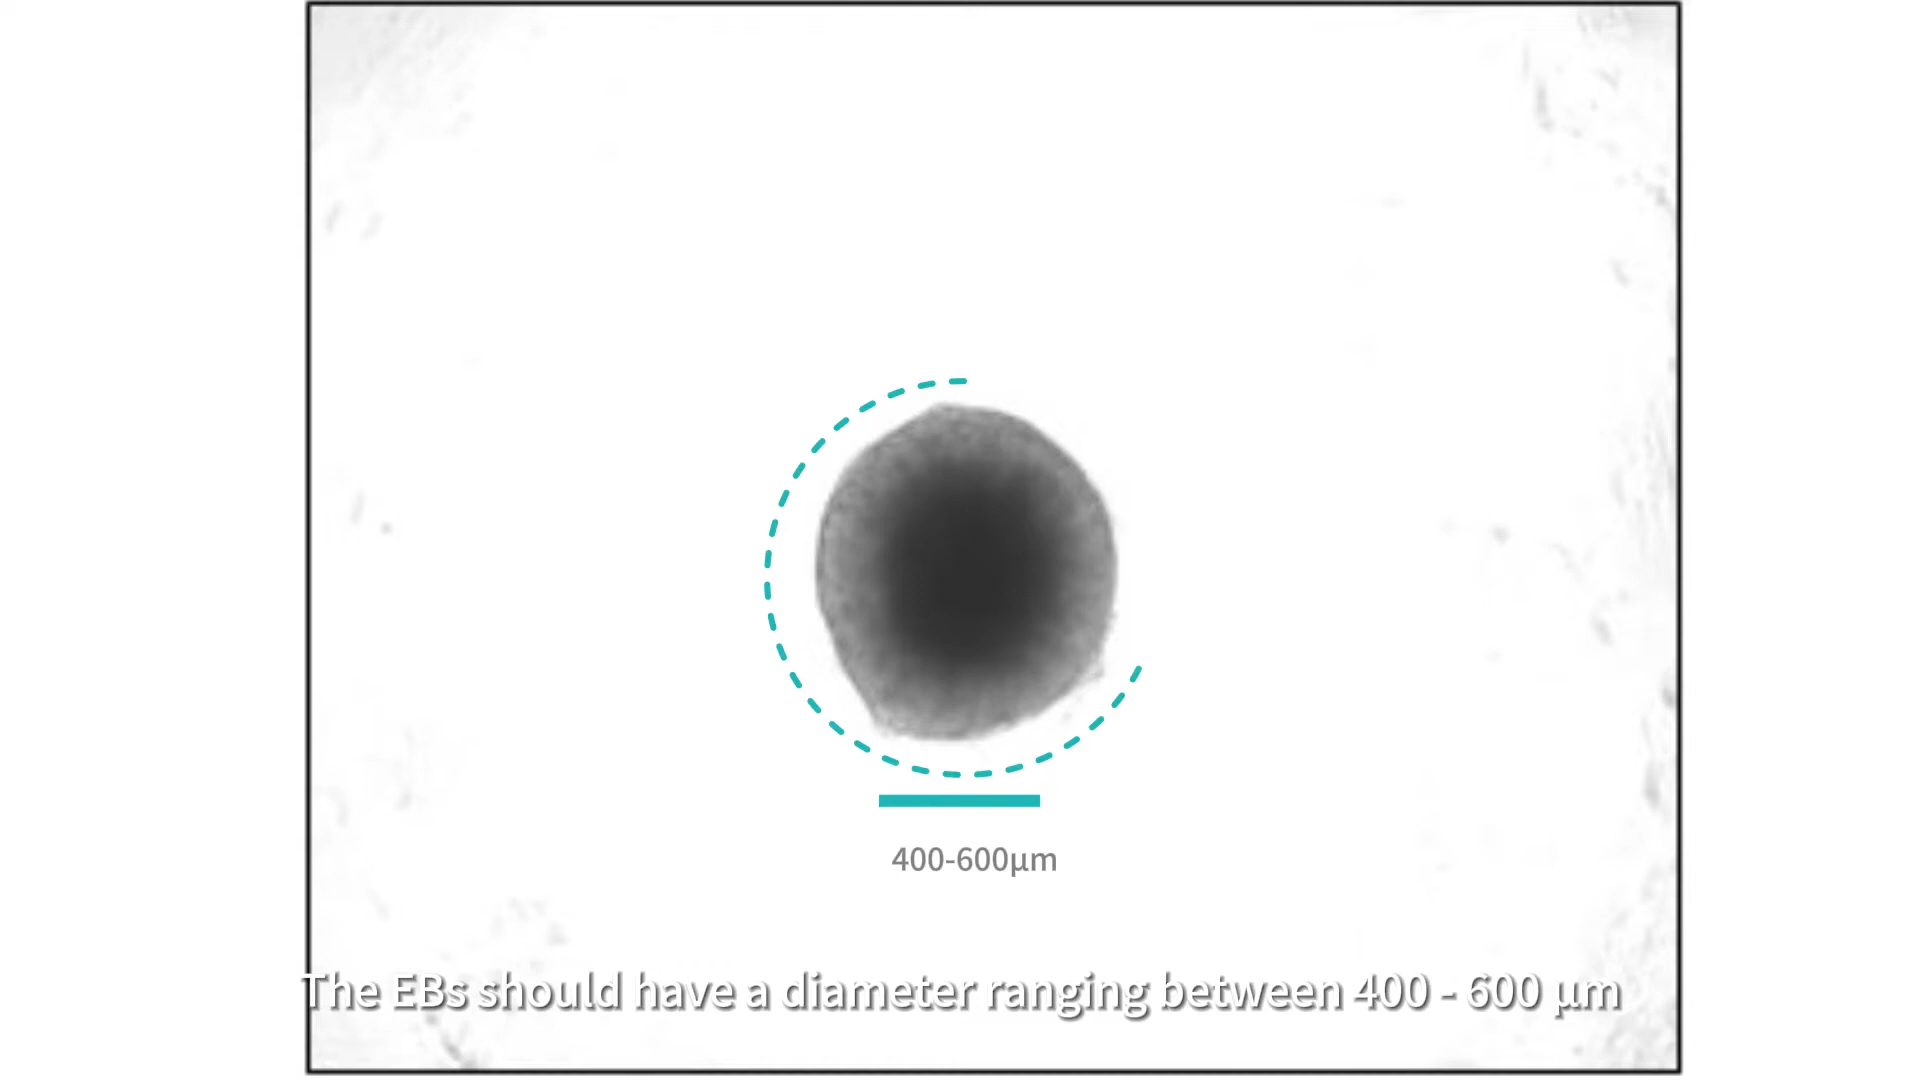 400-600µm
The EBs should have a diameter ranging between 400 - 600 µm